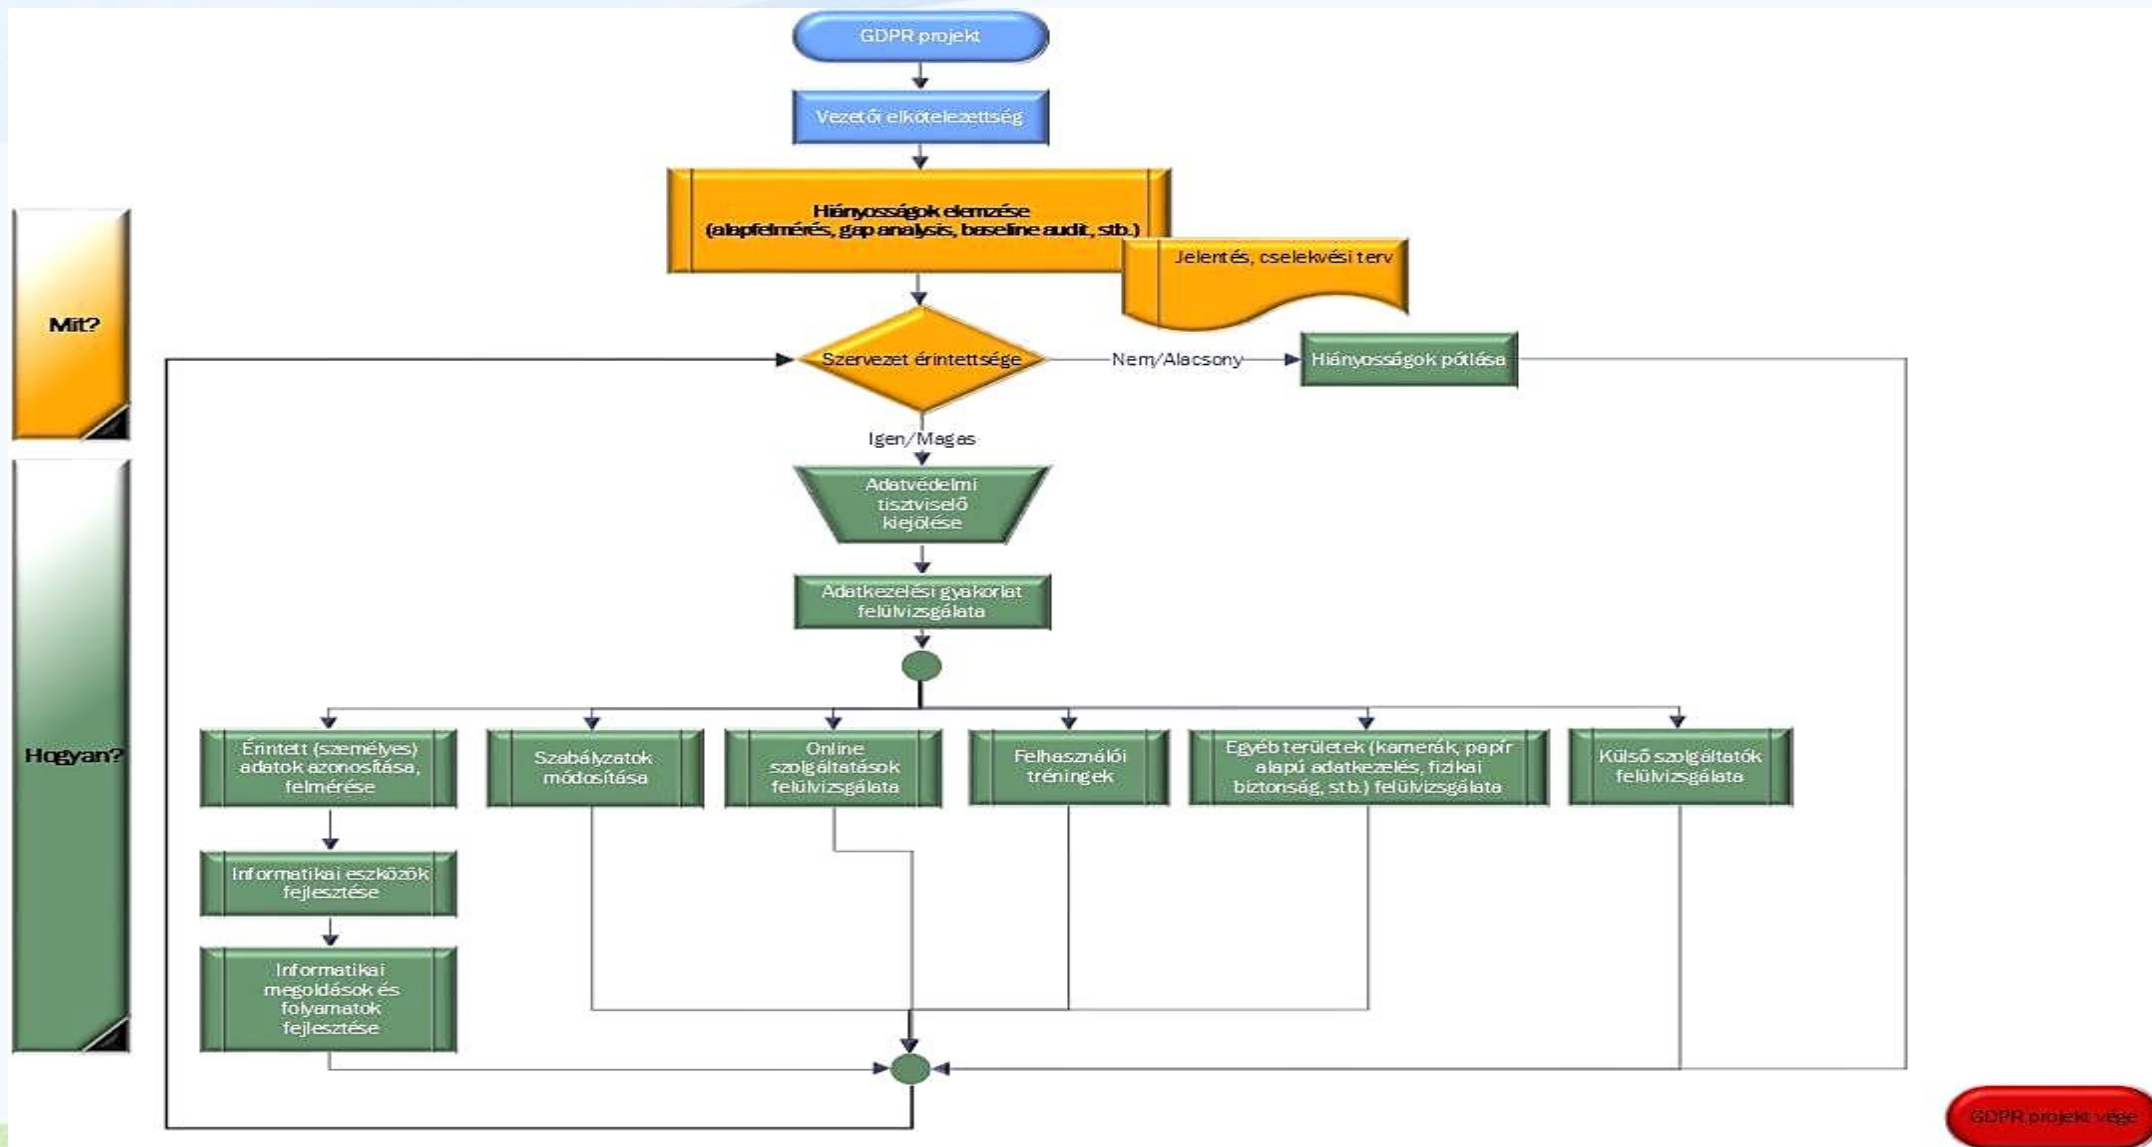 GDPR projekt
Vezetői elkötelezettség
Hiányosságok elemzése
(alapfelmérés, gap analysis, baseline audit, stb.)
Jelentés, cselekvési terv
Mit?
Szervezet érintettsége
Nem/Alacsony
Hiányosságok pótlása
Igen/Magas
Adatvédelmi
tisztviselő
kiejölése
Adatkezelési gyakorlat
felülvizsgálata
Hogyan?
Érintett (személyes)
adatok azonosítása,
felmérése
Szabályzatok
módosítása
Online
szolgáltatások
felülvizsgálata
Felhasználói
tréningek
Egyéb területek (kamerák, papír
alapú adatkezelés, fizikai
biztonság, stb.) felülvizsgálata
Külső szolgáltatók
felülvizsgálata
Informatikai eszközök
fejlesztése
Informatikai
megoldások és
folyamatok
fejlesztése
GDPR projekt vége